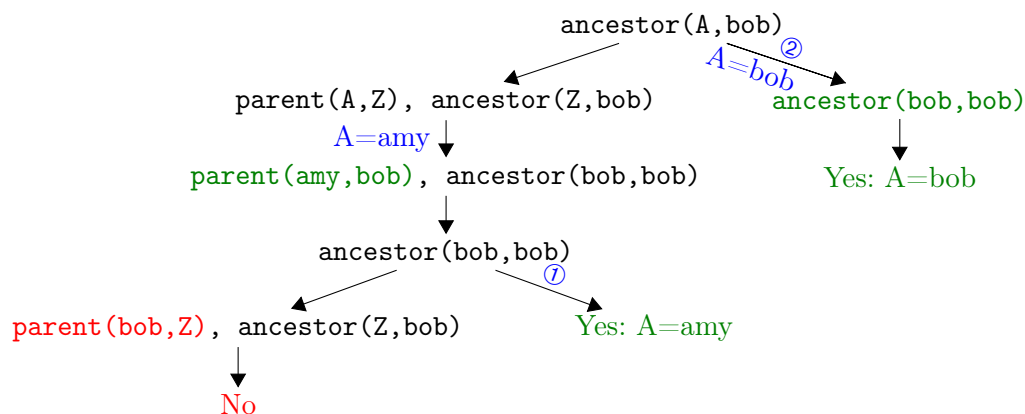 ancestor(A,bob)
②
A=bob
parent(A,Z), ancestor(Z,bob)
ancestor(bob,bob)
A=amy
parent(amy,bob), ancestor(bob,bob)
Yes: A=bob
ancestor(bob,bob)
①
parent(bob,Z), ancestor(Z,bob)
Yes: A=amy
No